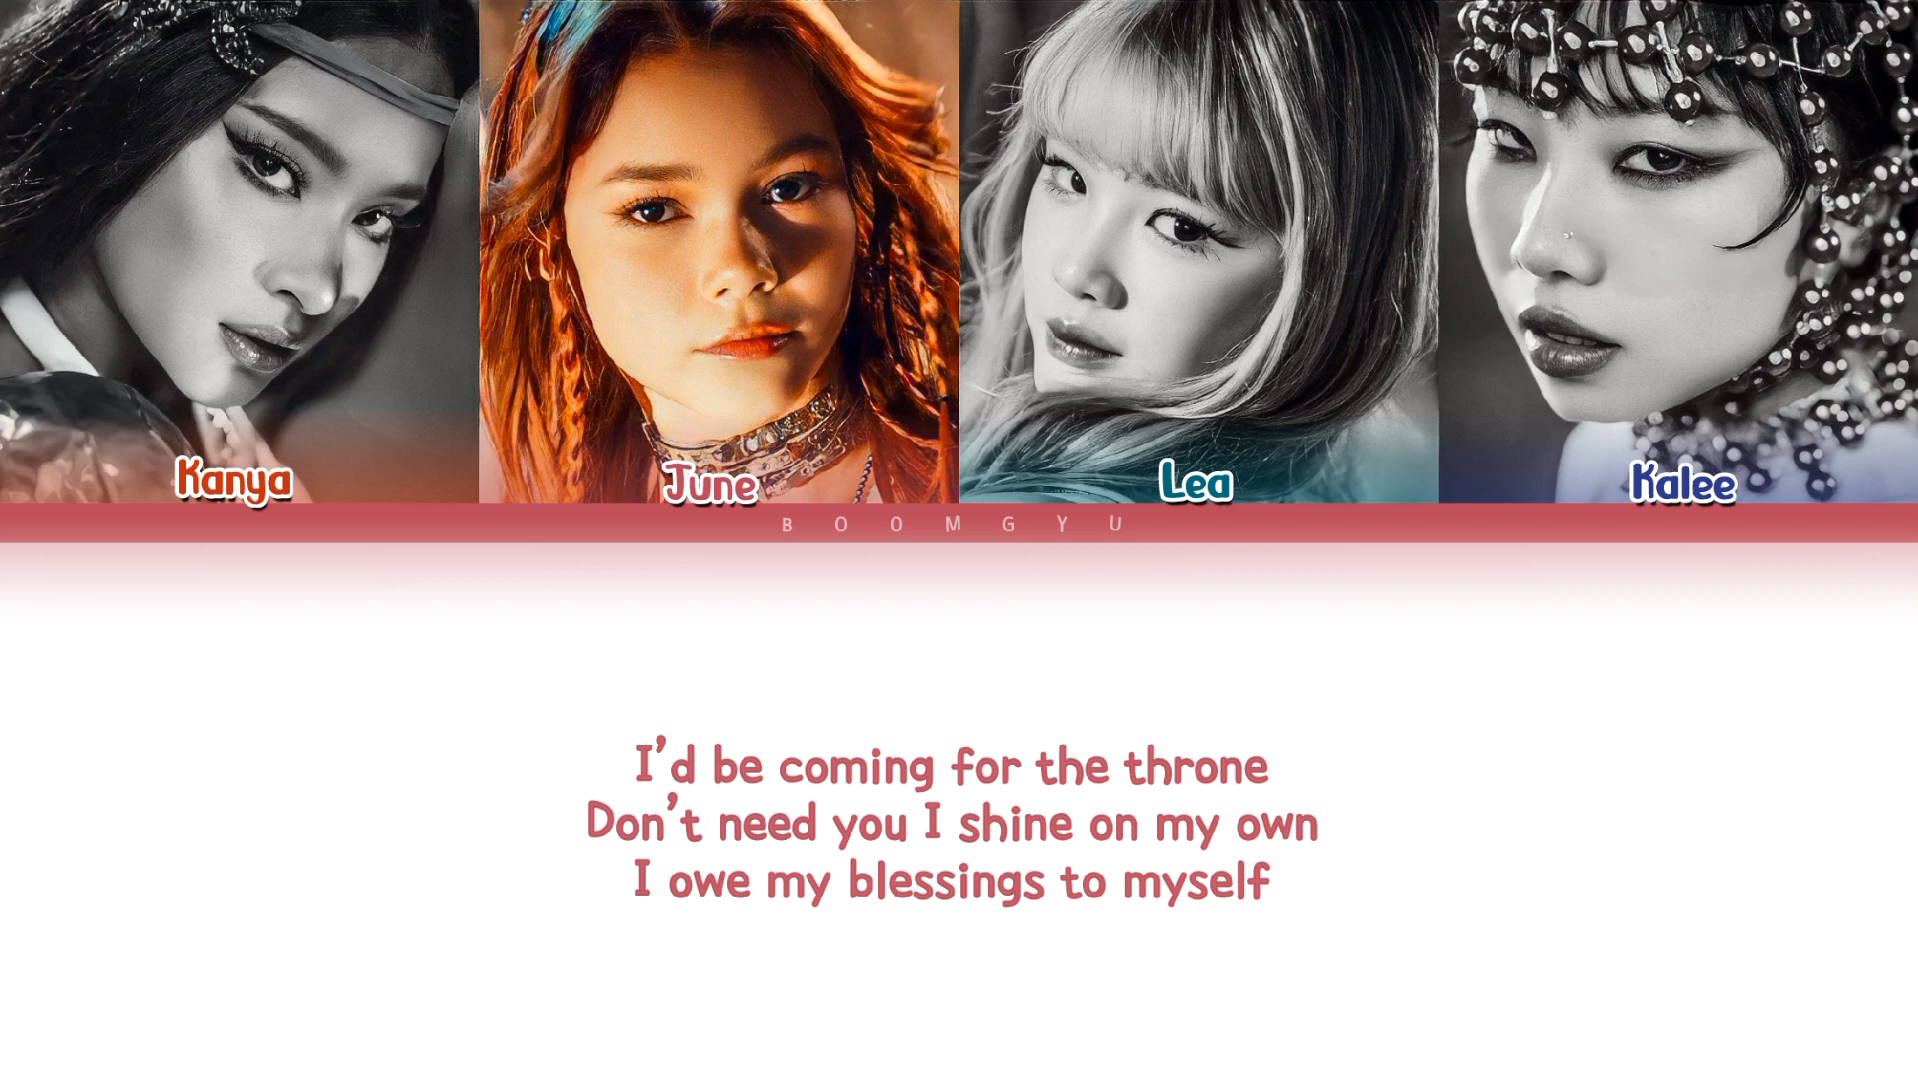 Kanya
June
Lea
Kalee
BOOMGYU
I'd be coming for the throne
Don't need you I shine on my own
I owe my blessings to myself